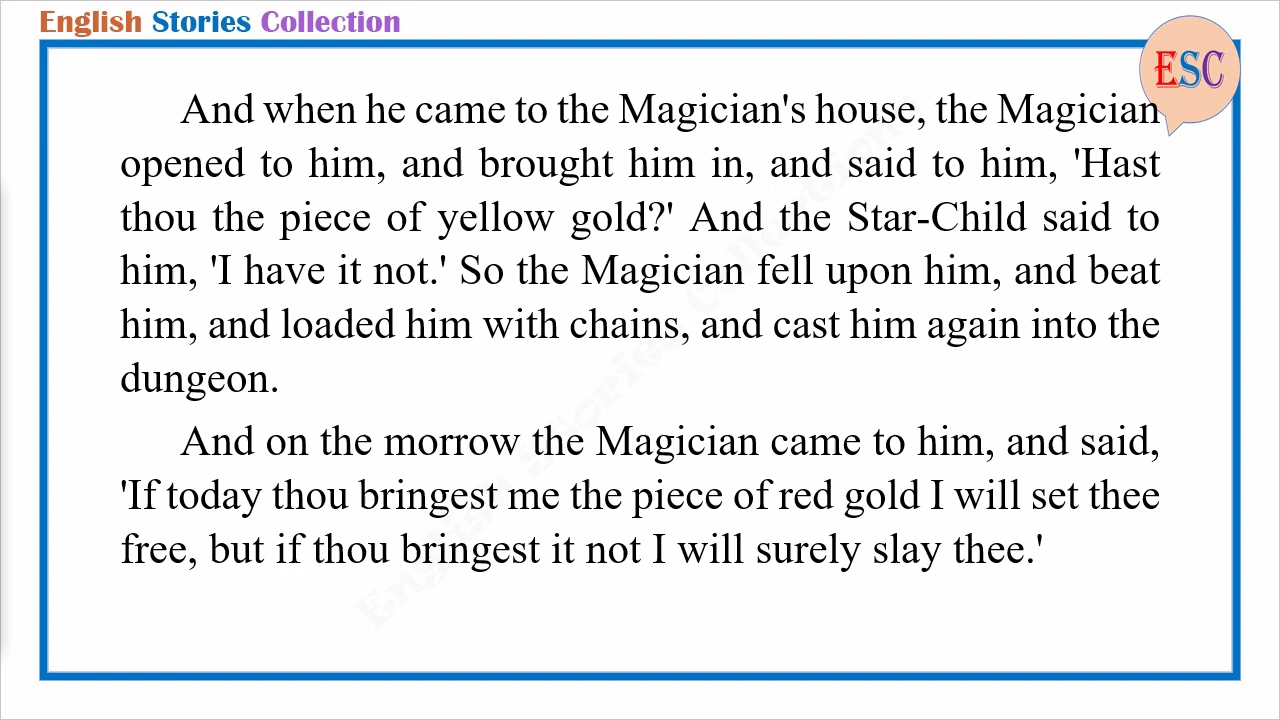 English Stories Collection
ESC
And when he came to the Magician's house, the Magician
opened to him, and brought him in, and said to him, 'Hast
thou the piece of yellow gold?' And the Star-Child said to
him, 'I have it not.' So the Magician fell upon him, and beat
him, and loaded him with chains, and cast him again into the
dungeon.
And on the morrow the Magician came to him, and said,
'If today thou bringest me the piece of red gold I will set thee
free, but if thou bringest it not I will surely slay thee.'
English Stories Collections